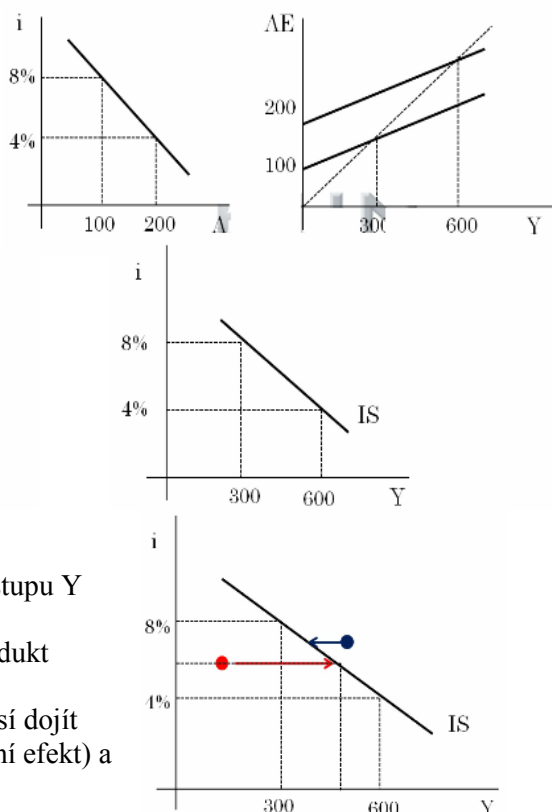 i
AE
8%
4%
200
100
100 200 A
300 600 Y
i
8%
4%
IS
300 600 Y
i
stupu Y
8%
dukt
4%
sí dojít
ní efekt) a
IS
300 600 Y